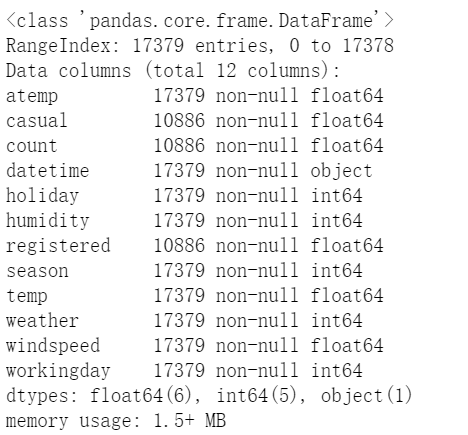 <class 'pandas.core.frame.DataFrame'>
RangeIndex: 17379 entries, 0 to 17378
Data columns (total 12 columns):
atemp         17379 non-null float64
casual        10886 non-null float64
count         10886 non-null float64
datetime      17379 non-null object
holiday       17379 non-null int64
humidity      17379 non-null int64
registered    10886 non-null float64
season        17379 non-null int64
temp          17379 non-null float64
weather       17379 non-null int64
windspeed     17379 non-null float64
workingday    17379 non-null int64
dtypes: float64(6), int64(5), object(1)
memory usage: 1.5+ MB